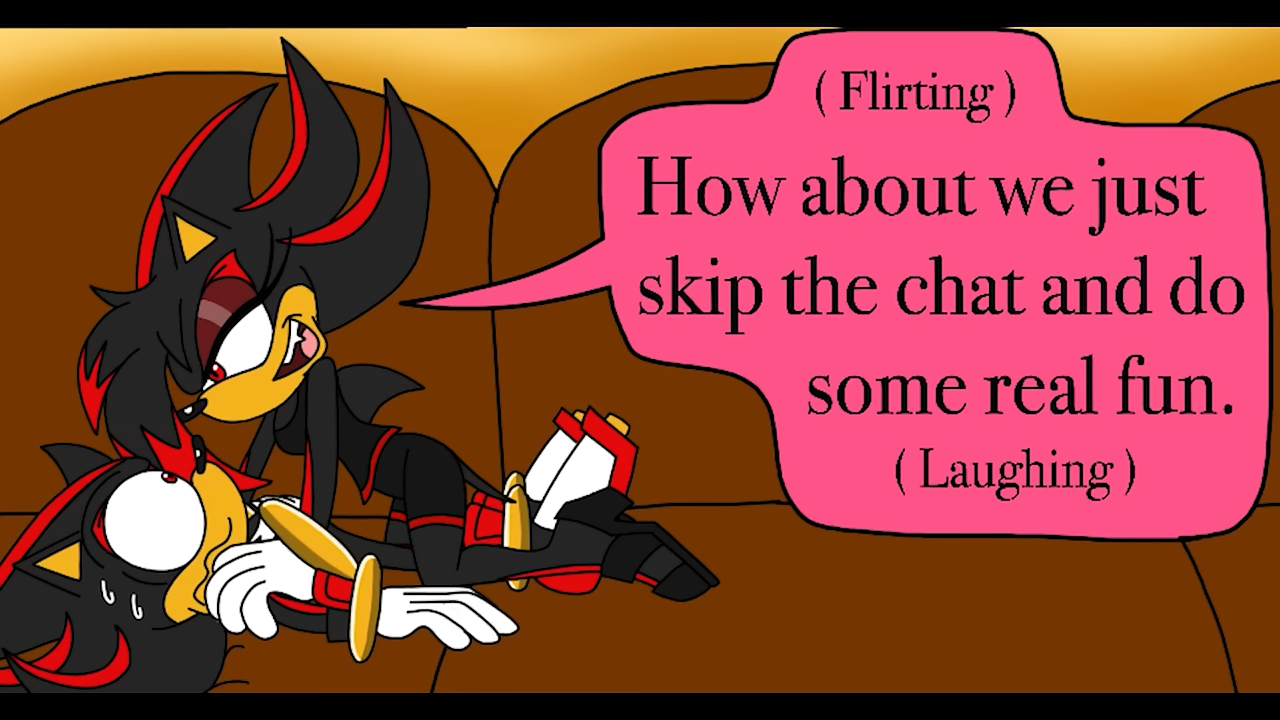 ( Flirting )
How about we just
skip the chat and do
some real fun.
( Laughing )